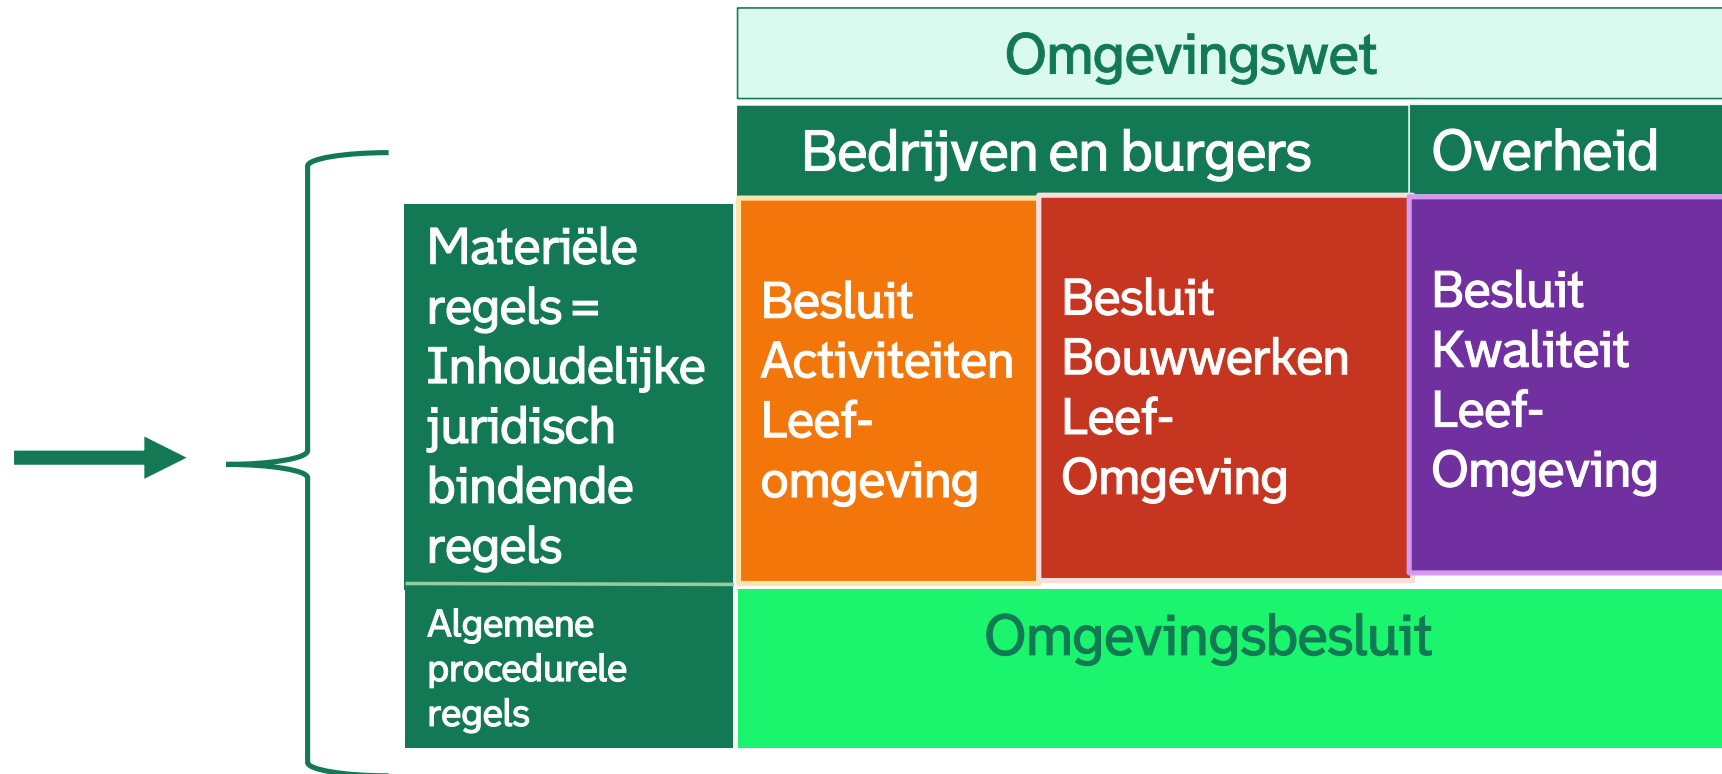 Omgevingswet
Bedrijven en burgers
Overheid
Materiële
regels =
Inhoudelijke
juridisch
bindende
regels
Besluit
Activiteiten
Leef-
omgeving
Besluit
Bouwwerken
Leef-
Omgeving
Besluit
Kwaliteit
Leef-
Omgeving
Algemene
procedurele
regels
Omgevingsbesluit